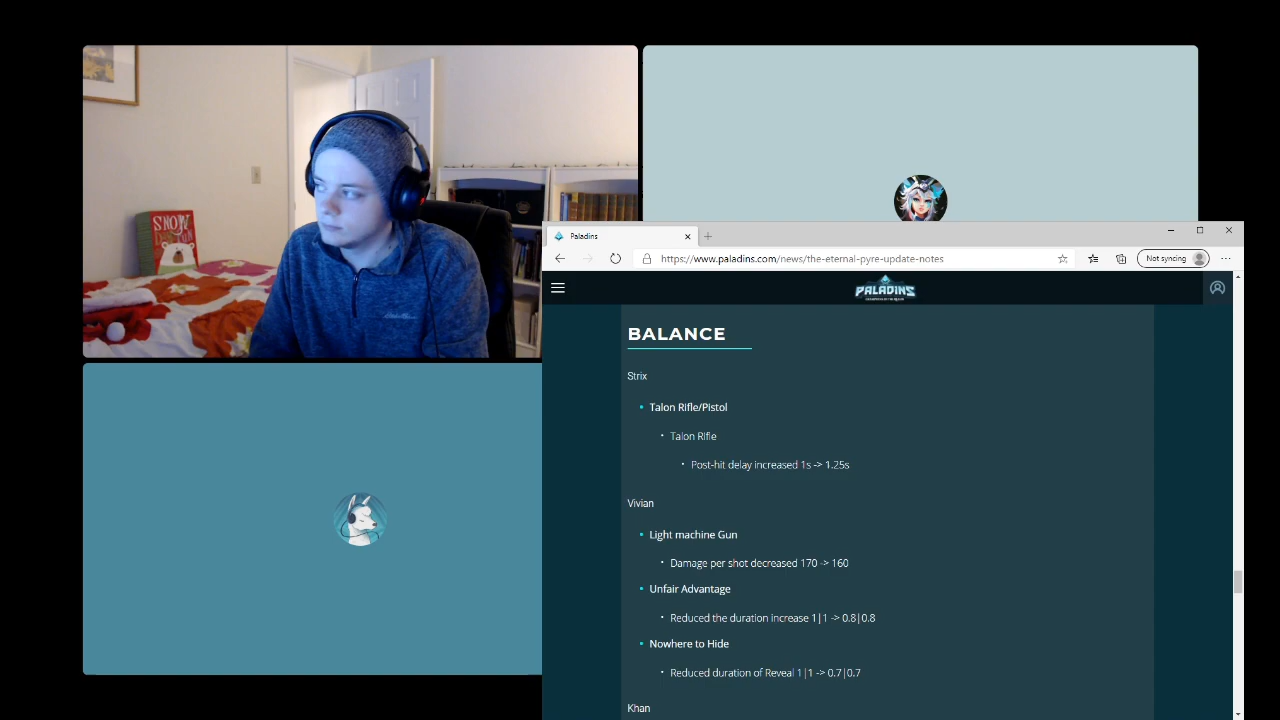 SNOW
Paladins
https://www.paladins.com/news/the-eternal-pyre-update-notes
Not syncing
PALADINS
BALANCE
Strix
Talon Rifle/Pistol
Talon Rifle
Post-hit delay increased 1s -> 1.25s
Vivian
Light machine Gun
Damage per shot decreased 170 -> 160
Unfair Advantage
Reduced the duration increase 1|1 -> 0.8|0.8
Nowhere to Hide
Reduced duration of Reveal 1|1 -> 0.7|0.7
Khan